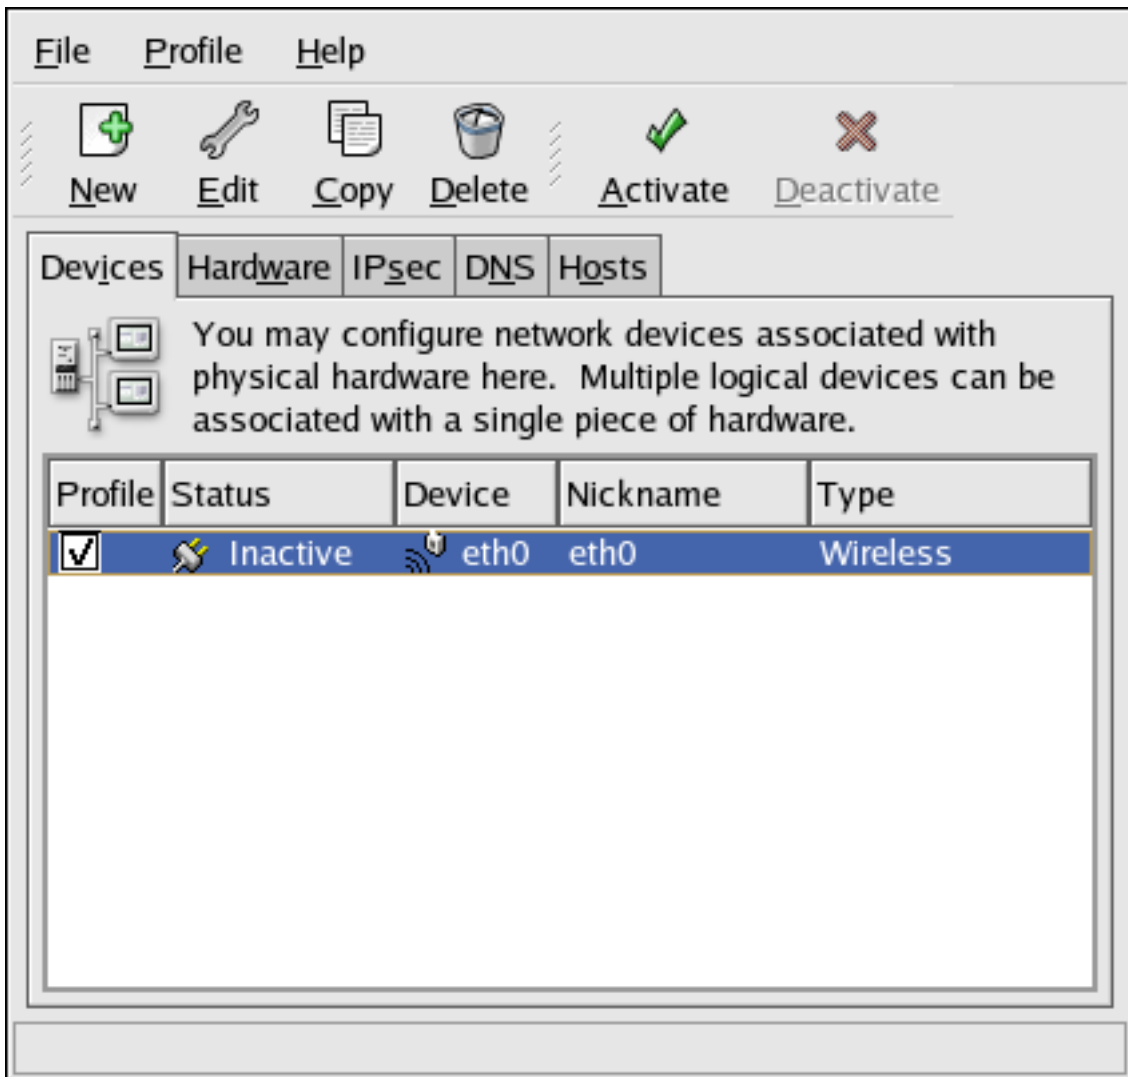 File Profile Help
New Edit Copy Delete Activate Deactivate
Devices Hardware IPsec DNS Hosts
You may configure network devices associated with
physical hardware here. Multiple logical devices can be
associated with a single piece of hardware.
Profile Status Device Nickname Type
Inactive eth0 eth0 Wireless